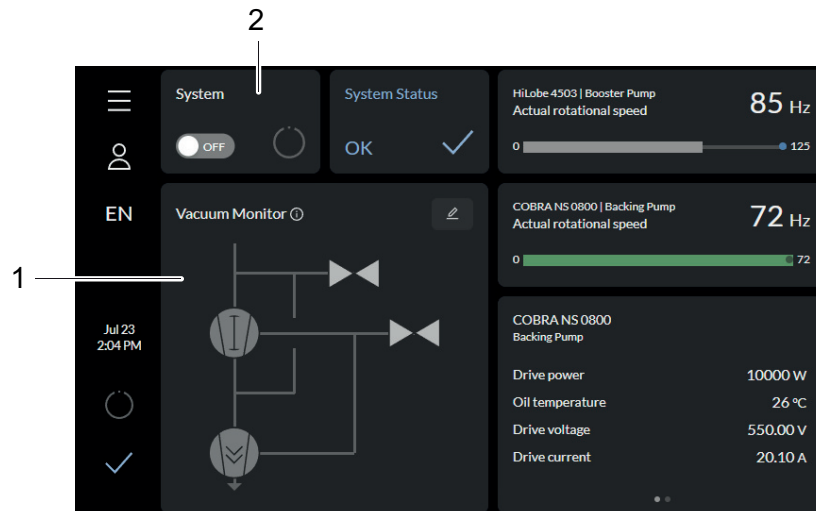 2
1
EN
Jul 23
2:04 PM
System
OFF
System Status
OK
Vacuum Monitor
HiLobe 4503 | Booster Pump
Actual rotational speed
85 Hz
0 125
COBRA NS 0800 | Backing Pump
Actual rotational speed
72 Hz
0 72
COBRA NS 0800
Backing Pump
Drive power 10000 W
Oil temperature 26 °C
Drive voltage 550.00 V
Drive current 20.10 A